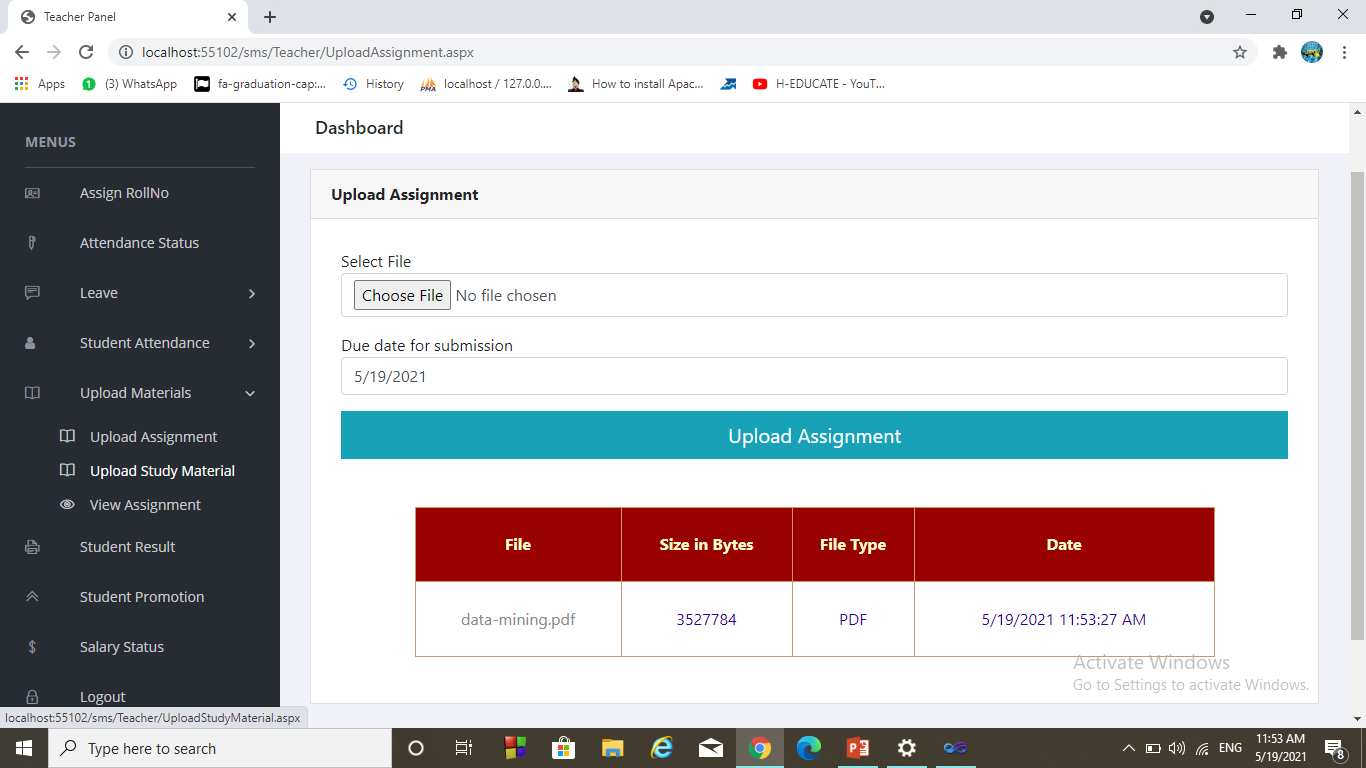 Teacher Panel
localhost:55102/sms/Teacher/UploadAssignment.aspx
Apps (3) WhatsApp fa-graduation-cap:... History localhost / 127.0.0.... How to install Apac... H-EDUCATE - YouT...
MENUS
Assign RollNo
Attendance Status
Leave
Student Attendance
Upload Materials
Upload Assignment
Upload Study Material
View Assignment
Student Result
Student Promotion
Salary Status
Logout
localhost:55102/sms/Teacher/UploadStudyMaterial.aspx
Dashboard
Upload Assignment
Select File
Choose File No file chosen
Due date for submission
5/19/2021
Upload Assignment
File Size in Bytes File Type Date
data-mining.pdf 3527784 PDF 5/19/2021 11:53:27 AM
Activate Windows
Go to Settings to activate Windows.
Type here to search
ENG
11:53 AM
5/19/2021
8